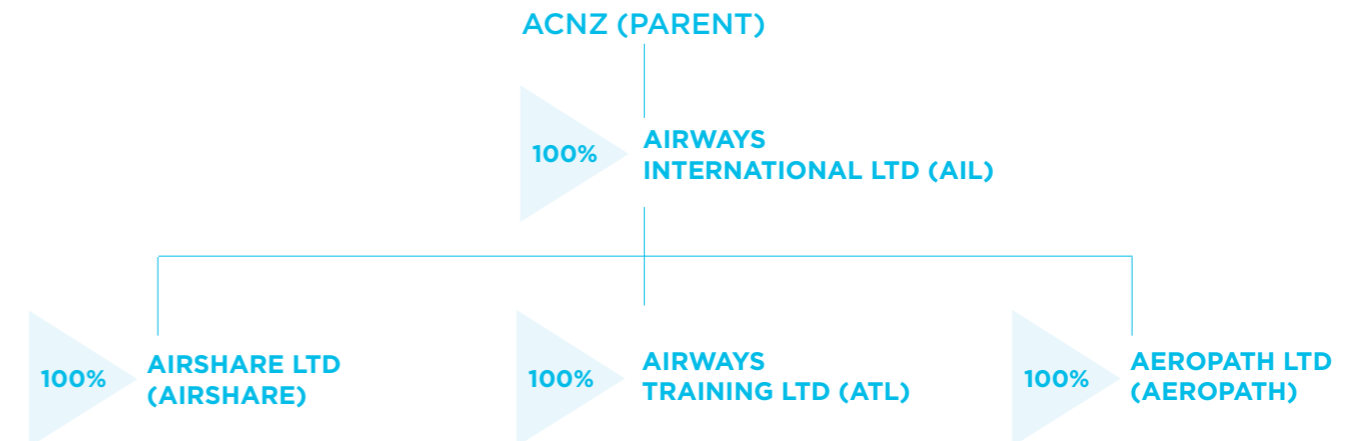 ACNZ (PARENT)
100%
AIRWAYS
INTERNATIONAL LTD (AIL)
100%
AIRSHARE LTD
(AIRSHARE)
100%
AIRWAYS
TRAINING LTD (ATL)
100%
AEROPATH LTD
(AEROPATH)